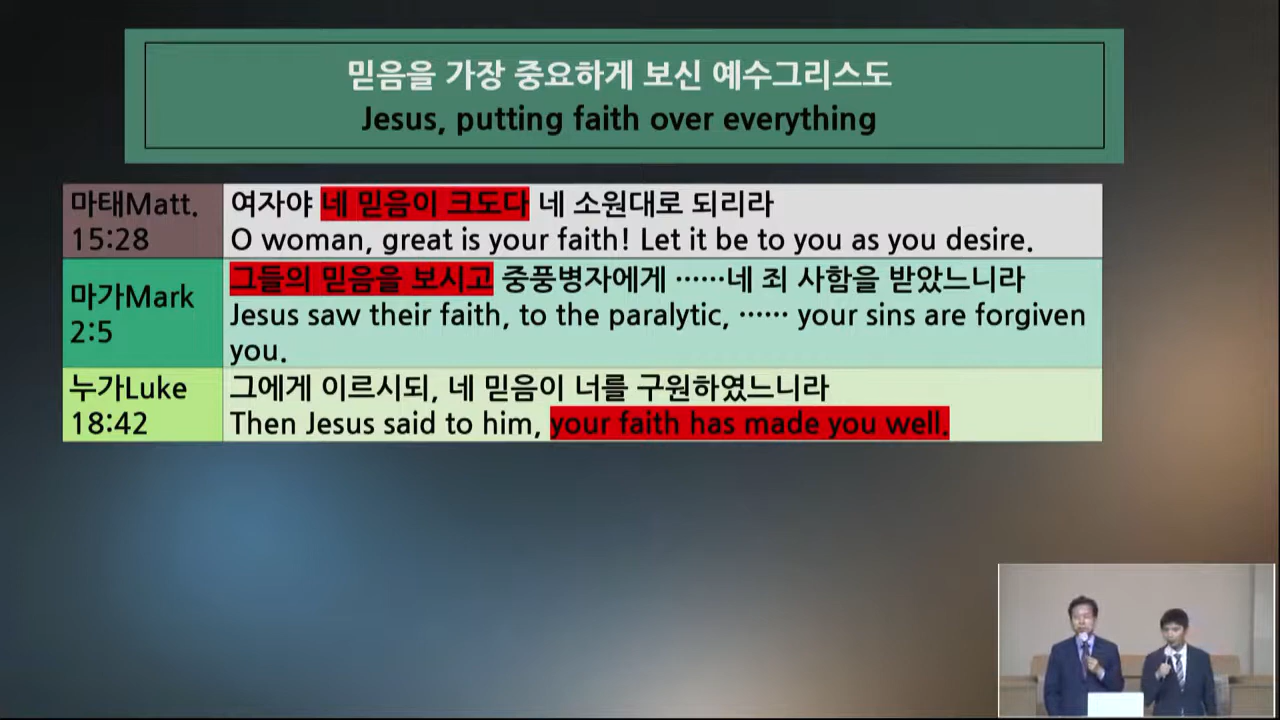 믿음을 가장 중요하게 보신 예수그리스도
Jesus, putting faith over everything
마태Matt.
15:28
여자야 네 믿음이 크도다 네 소원대로 되리라
O woman, great is your faith! Let it be to you as you desire.
마가Mark
2:5
그들의 믿음을 보시고 중풍병자에게 ……네 죄 사함을 받았느니라
Jesus saw their faith, to the paralytic, …… your sins are forgiven
you.
누가Luke
18:42
그에게 이르시되, 네 믿음이 너를 구원하였느니라
Then Jesus said to him, your faith has made you well.